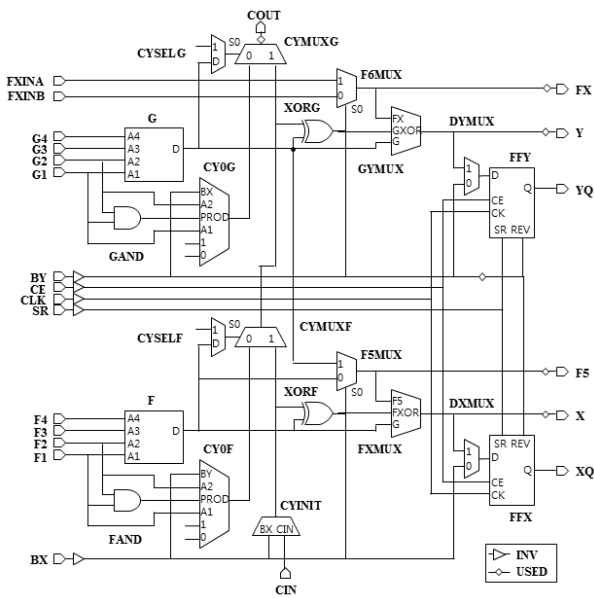 COUT
CYSELG
1
D
S0
0 1
CYMUXG
FXINA
FXINB
1
0
F6MUX
S0
FX
XORG
FX
GXOR
G
GYMUX
DYMUX
Y
G
G4
G3
G2
G1
A4
A3
A2
A1
D
CY0G
BX
A2
PROD
A1
1
0
GAND
1
0
FFY
D
CE
CK
Q
SR REV
YQ
BY
CE
CLK
SR
CYSELF
1
D
S0
0 1
CYMUXF
1
0
F5MUX
S0
F5
XORF
F5
FXOR
G
FXMUX
DXMUX
X
F
F4
F3
F2
F1
A4
A3
A2
A1
D
CY0F
BY
A2
PROD
A1
1
0
FAND
1
0
SR REV
D
CE
CK
Q
FFX
XQ
CYINIT
BX CIN
BX
CIN
INV
USED